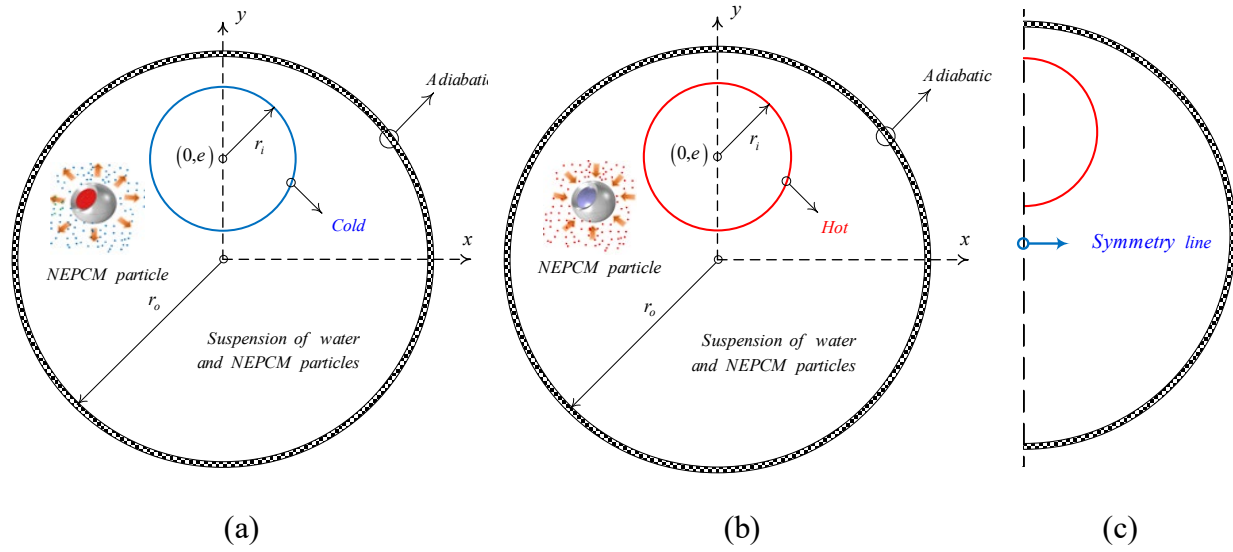 y
Adiabatic
r_i
(0,e)
Cold
x
NEPCM particle
r_o
Suspension of water
and NEPCM particles
(a)
y
Adiabatic
r_i
(0,e)
Hot
x
NEPCM particle
r_o
Suspension of water
and NEPCM particles
(b)
Symmetry line
(c)